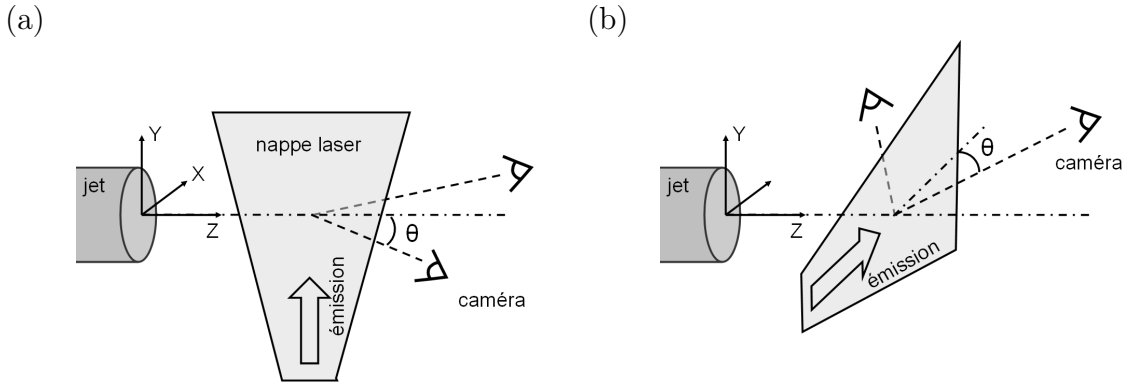 (a)
(b)
Y
nappe laser
jet
X
Z
θ
émission
caméra
Y
jet
Z
θ
caméra
émission